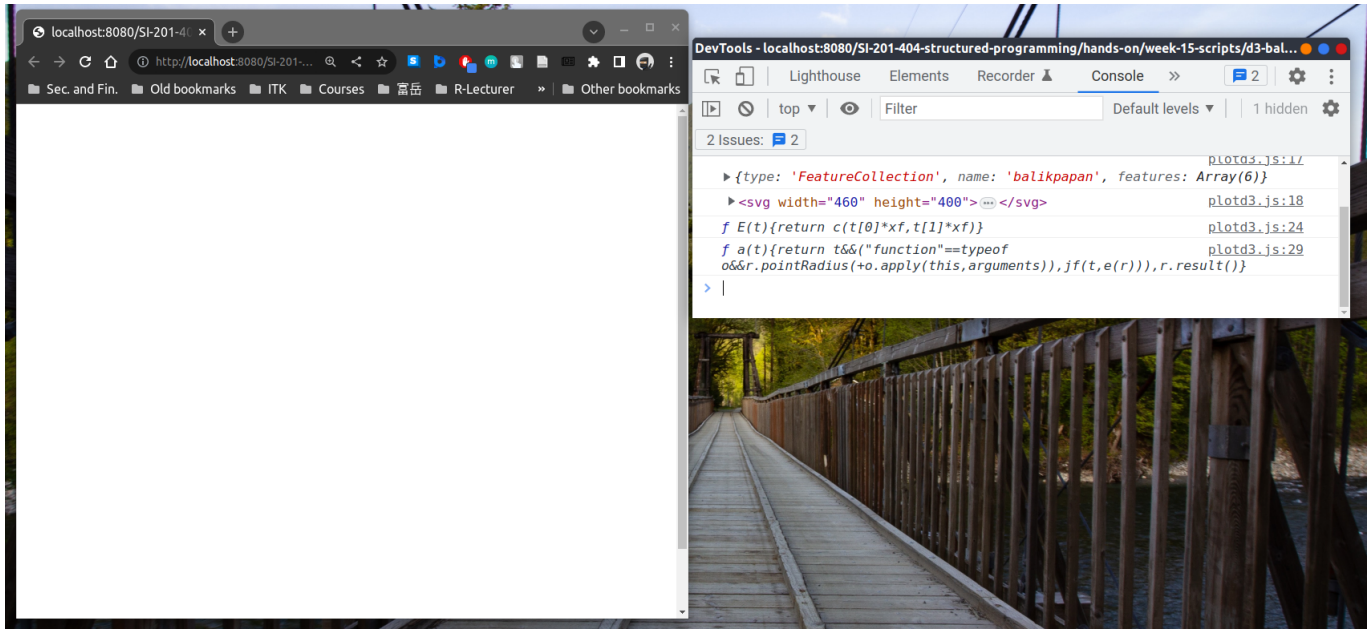 localhost:8080/SI-201-40
http://localhost:8080/SI-201-...
Sec. and Fin.
Old bookmarks
ITK
Courses
富岳
R-Lecturer
»
Other bookmarks
DevTools - localhost:8080/SI-201-404-structured-programming/hands-on/week-15-scripts/d3-bal...
Lighthouse
Elements
Recorder
Console
»
2
top ▼
Filter
Default levels ▼
1 hidden
2 Issues: 2
plotd3.js:17
{type: 'FeatureCollection', name: 'balikpapan', features: Array(6)}
<svg width="460" height="400">⋯</svg> plotd3.js:18
ƒ E(t){return c(t[0]*xf,t[1]*xf)} plotd3.js:24
ƒ a(t){return t&&("function"==typeof plotd3.js:29
o&&r.pointRadius(+o.apply(this,arguments)),jf(t,e(r))),r.result()}